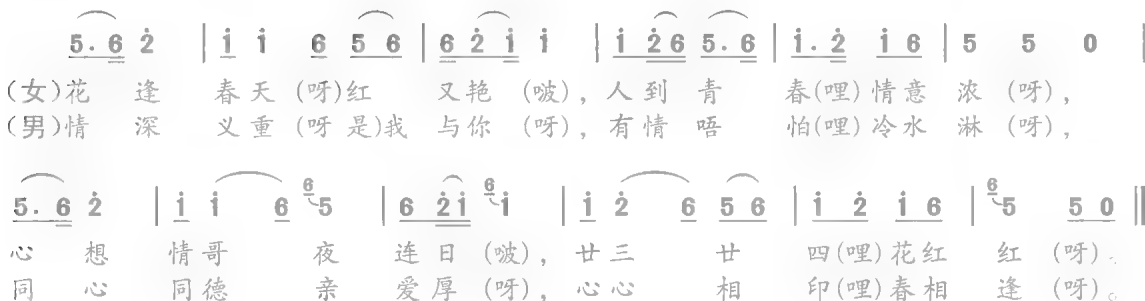 5. 6 2̇ | i̇ i̇ 6 5 6 | 6 2̇ i̇ i̇ | i̇ 2̇6 5. 6 | i̇. 2̇ i̇ 6 | 5 5 0 |
(女)花 逢 春天 (呀)红 又艳 (啵), 人到 青 春(哩)情意 浓 (呀),
(男)情 深 义重 (呀 是)我 与你 (呀), 有情 唔 怕(哩)冷水 淋 (呀),
5. 6 2̇ | i̇ i̇ 6 6 5 | 6 2̇i̇ 6 i̇ | i̇ 2̇ 6 5 6 | i̇ 2̇ i̇ 6 | 6 5 5 0 ‖
心 想 情哥 夜 连日 (啵), 廿三 廿 四(哩)花红 红 (呀)。
同 心 同德 亲 爱厚 (呀), 心心 相 印(哩)春相 逢 (呀)。